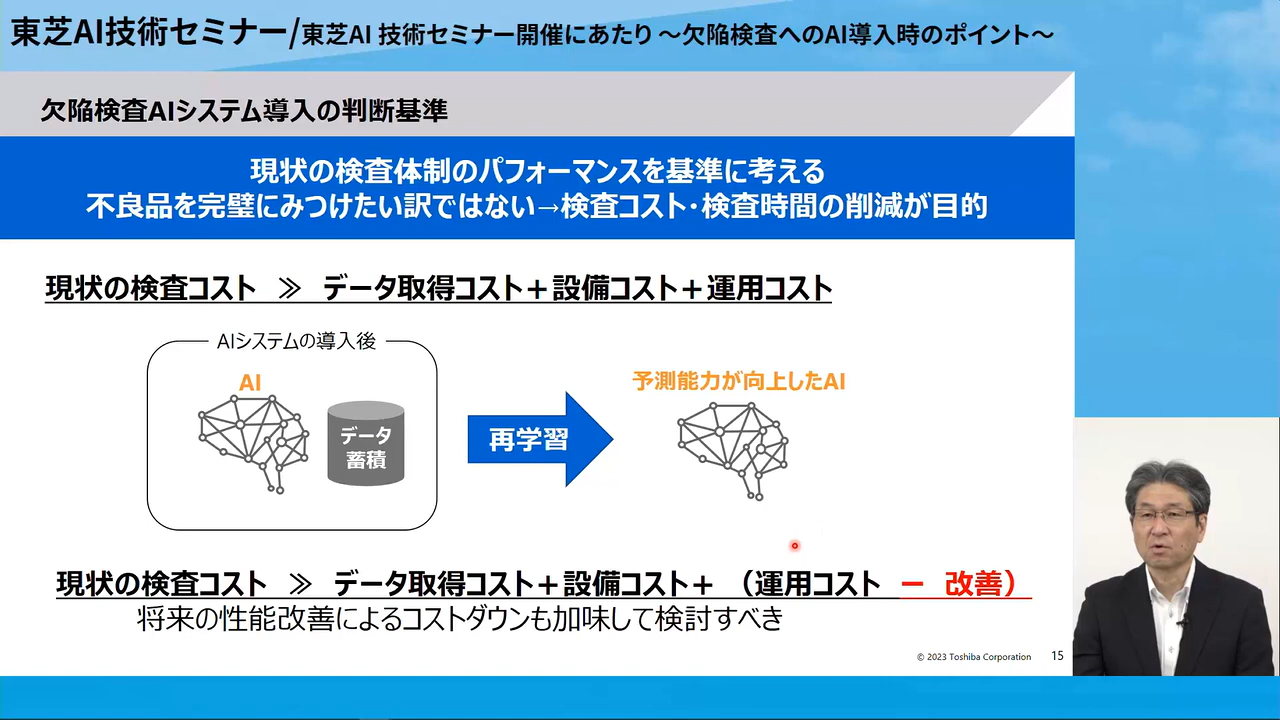 東芝AI技術セミナー/東芝AI 技術セミナー開催にあたり ～欠陥検査へのAI導入時のポイント～
欠陥検査AIシステム導入の判断基準
現状の検査体制のパフォーマンスを基準に考える
不良品を完璧にみつけたい訳ではない→検査コスト・検査時間の削減が目的
現状の検査コスト ≫ データ取得コスト＋設備コスト＋運用コスト
AIシステムの導入後
AI
データ
蓄積
再学習
予測能力が向上したAI
現状の検査コスト ≫ データ取得コスト＋設備コスト＋（運用コスト － 改善）
将来の性能改善によるコストダウンも加味して検討すべき
© 2023 Toshiba Corporation 15